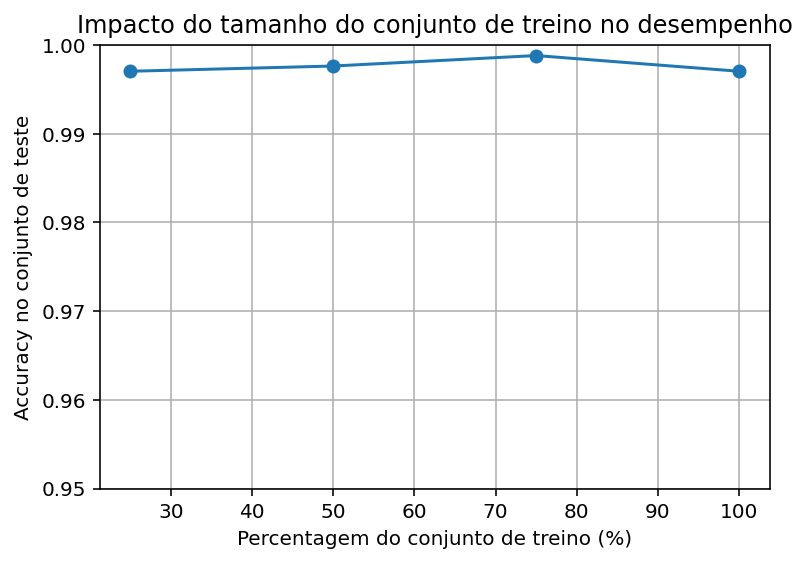 Impacto do tamanho do conjunto de treino no desempenho
1.00
0.99
0.98
0.97
0.96
0.95
Accuracy no conjunto de teste
30 40 50 60 70 80 90 100
Percentagem do conjunto de treino (%)